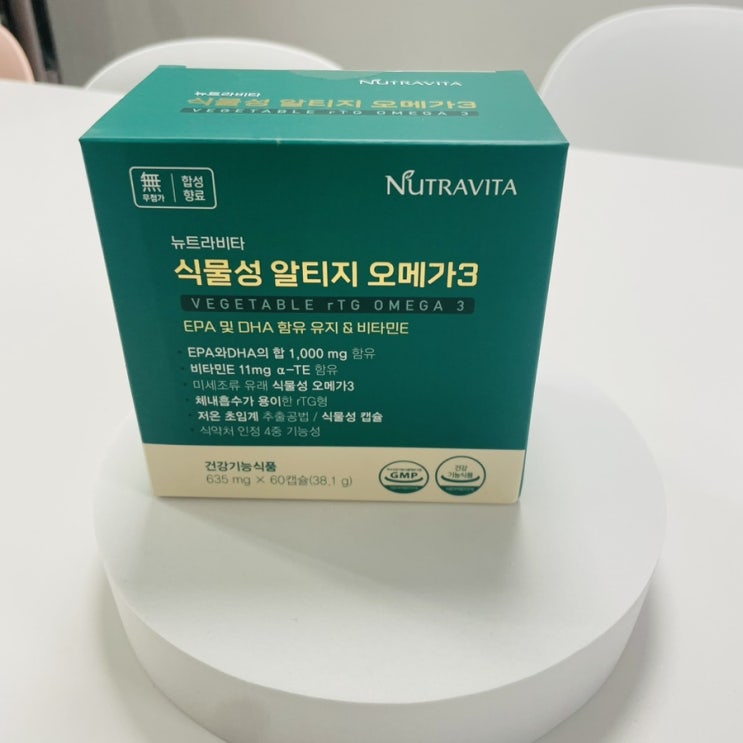 NUTRAVITA
뉴트라비타
식물성 알티지 오메가3
VEGETABLE rTG OMEGA 3
無 무첨가 합성 향료
NUTRAVITA
뉴트라비타
식물성 알티지 오메가3
VEGETABLE rTG OMEGA 3
EPA 및 DHA 함유 유지 & 비타민E
· EPA와DHA의 합 1,000 mg 함유
· 비타민E 11mg α-TE 함유
· 미세조류 유래 식물성 오메가3
· 체내흡수가 용이한 rTG형
· 저온 초임계 추출공법 / 식물성 캡슐
· 식약처 인정 4중 기능성
건강기능식품
635 mg × 60캡슐(38.1 g)
GMP
건강
기능식품